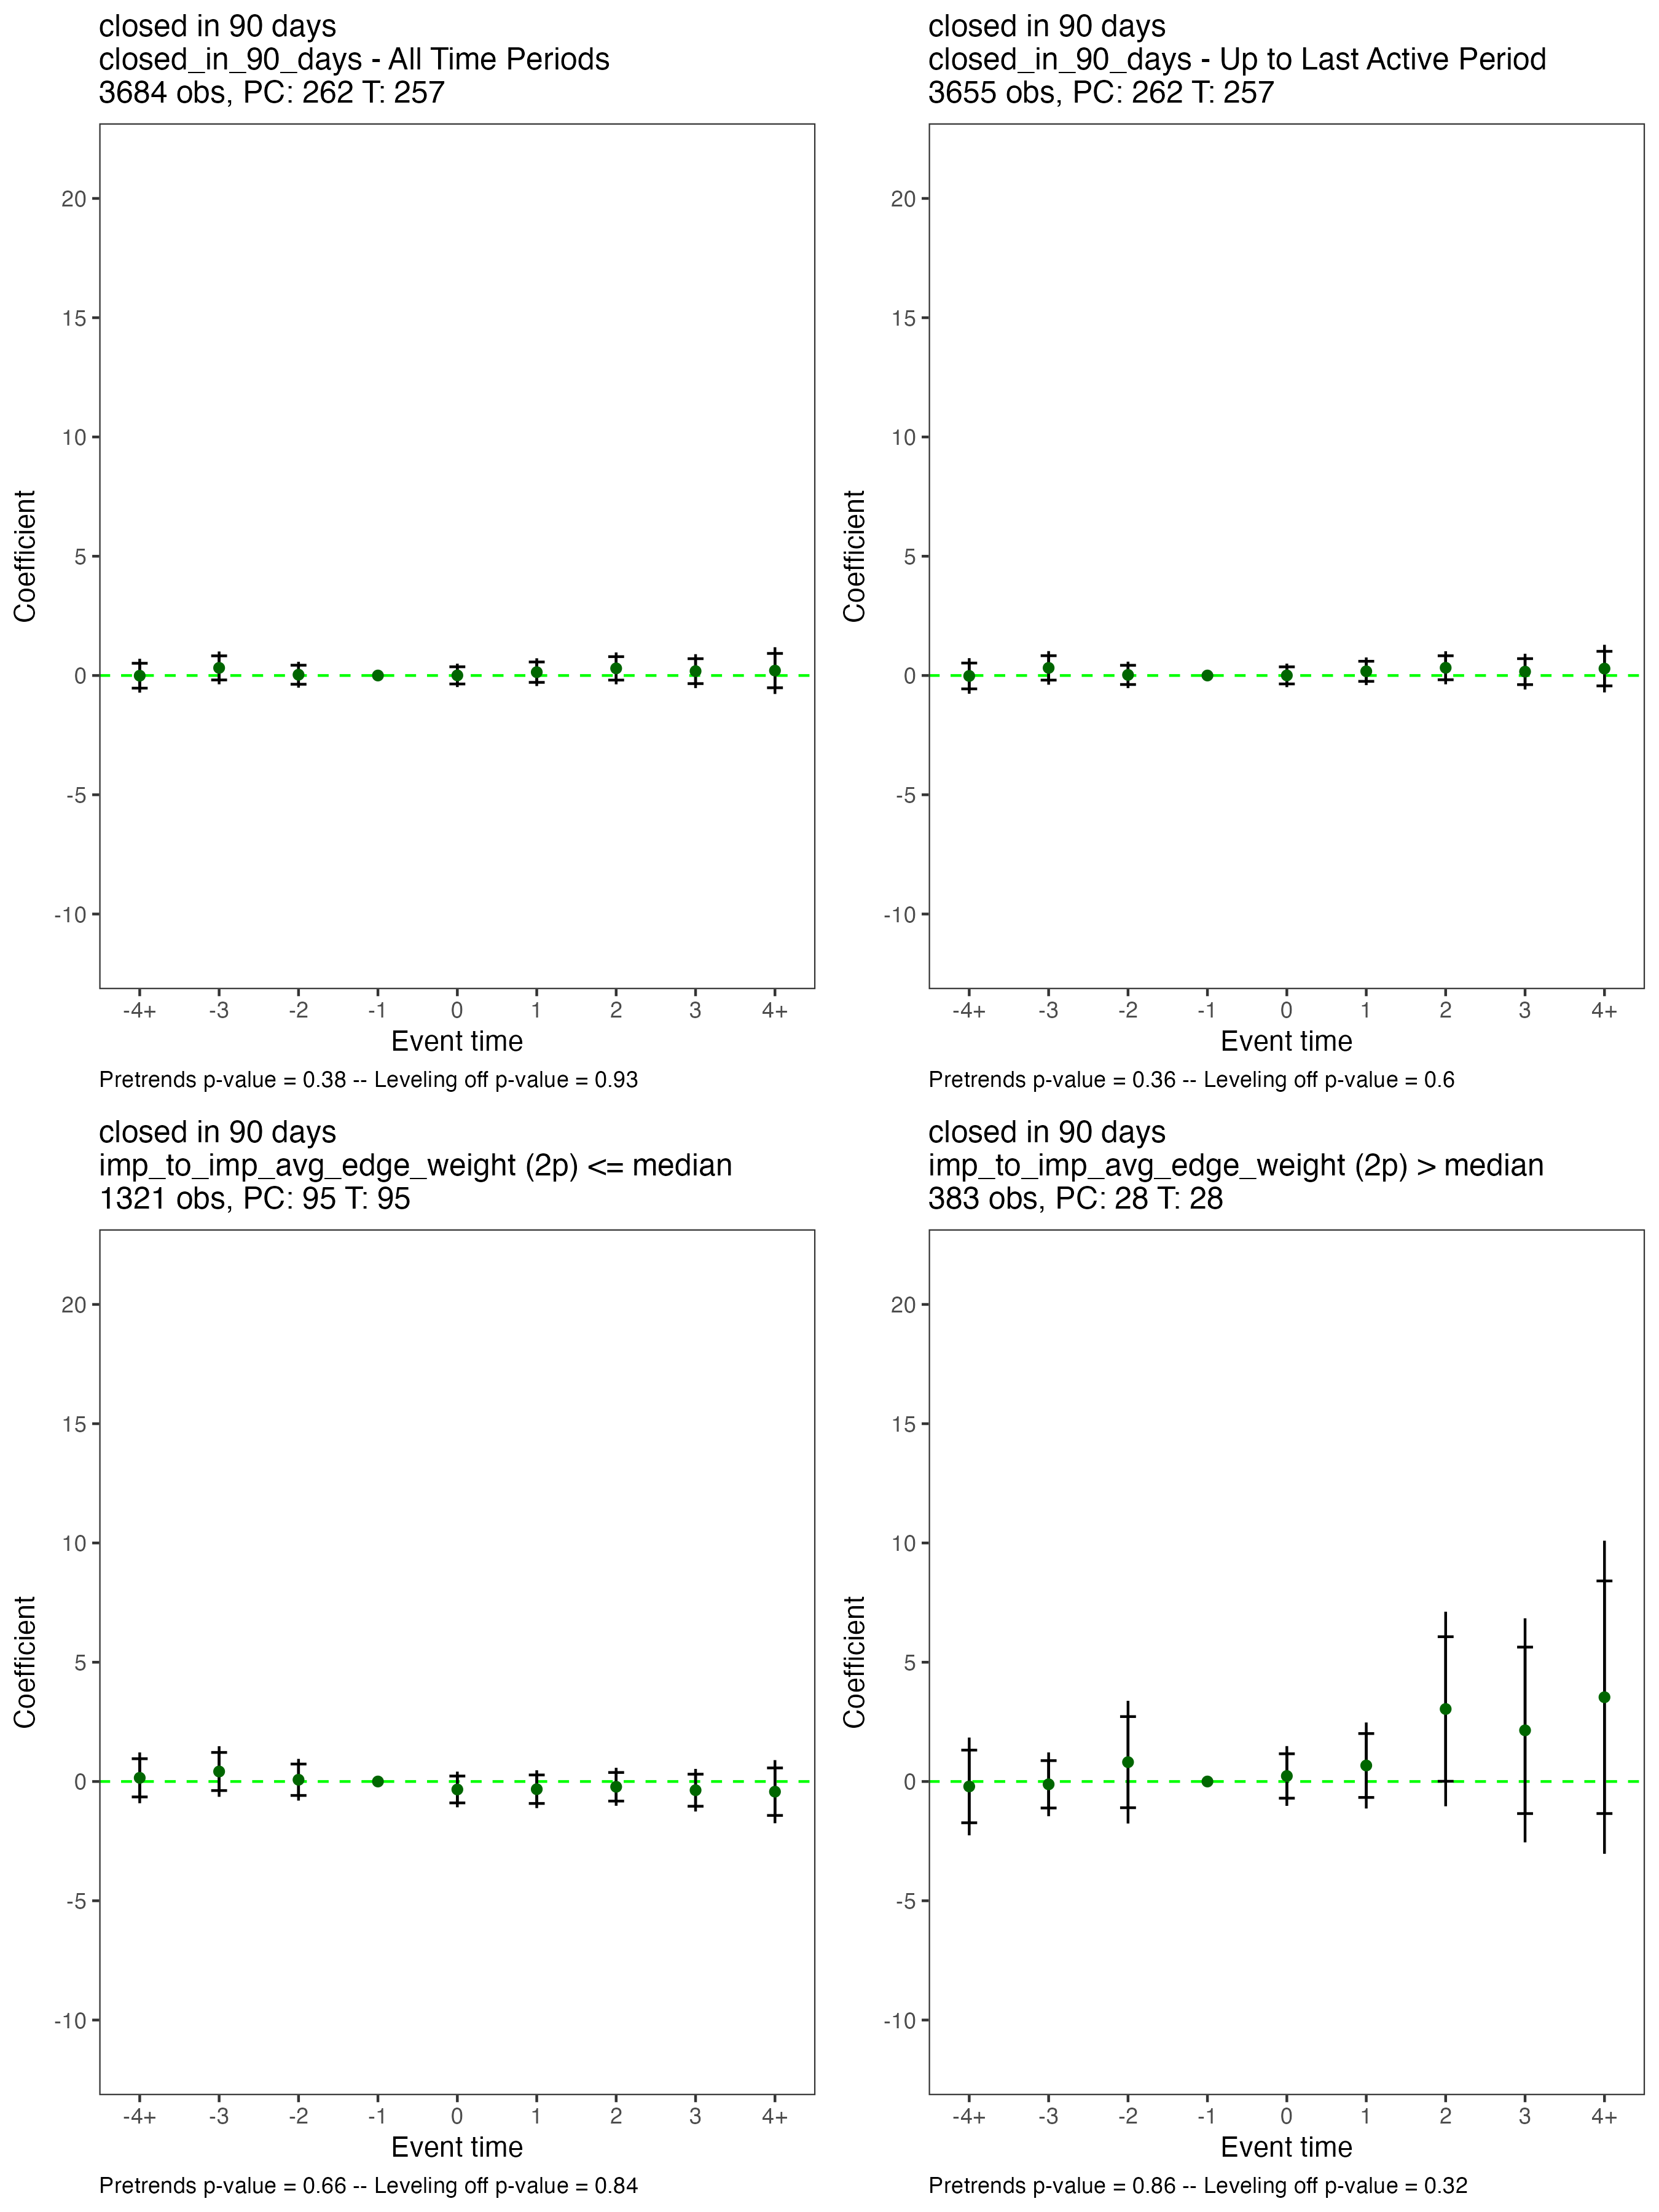 closed in 90 days
closed_in_90_days - All Time Periods
3684 obs, PC: 262 T: 257
20
15
10
5
0
-5
-10
Coefficient
-4+ -3 -2 -1 0 1 2 3 4+
Event time
Pretrends p-value = 0.38 -- Leveling off p-value = 0.93
closed in 90 days
closed_in_90_days - Up to Last Active Period
3655 obs, PC: 262 T: 257
20
15
10
5
0
-5
-10
Coefficient
-4+ -3 -2 -1 0 1 2 3 4+
Event time
Pretrends p-value = 0.36 -- Leveling off p-value = 0.6
closed in 90 days
imp_to_imp_avg_edge_weight (2p) <= median
1321 obs, PC: 95 T: 95
20
15
10
5
0
-5
-10
Coefficient
-4+ -3 -2 -1 0 1 2 3 4+
Event time
Pretrends p-value = 0.66 -- Leveling off p-value = 0.84
closed in 90 days
imp_to_imp_avg_edge_weight (2p) > median
383 obs, PC: 28 T: 28
20
15
10
5
0
-5
-10
Coefficient
-4+ -3 -2 -1 0 1 2 3 4+
Event time
Pretrends p-value = 0.86 -- Leveling off p-value = 0.32